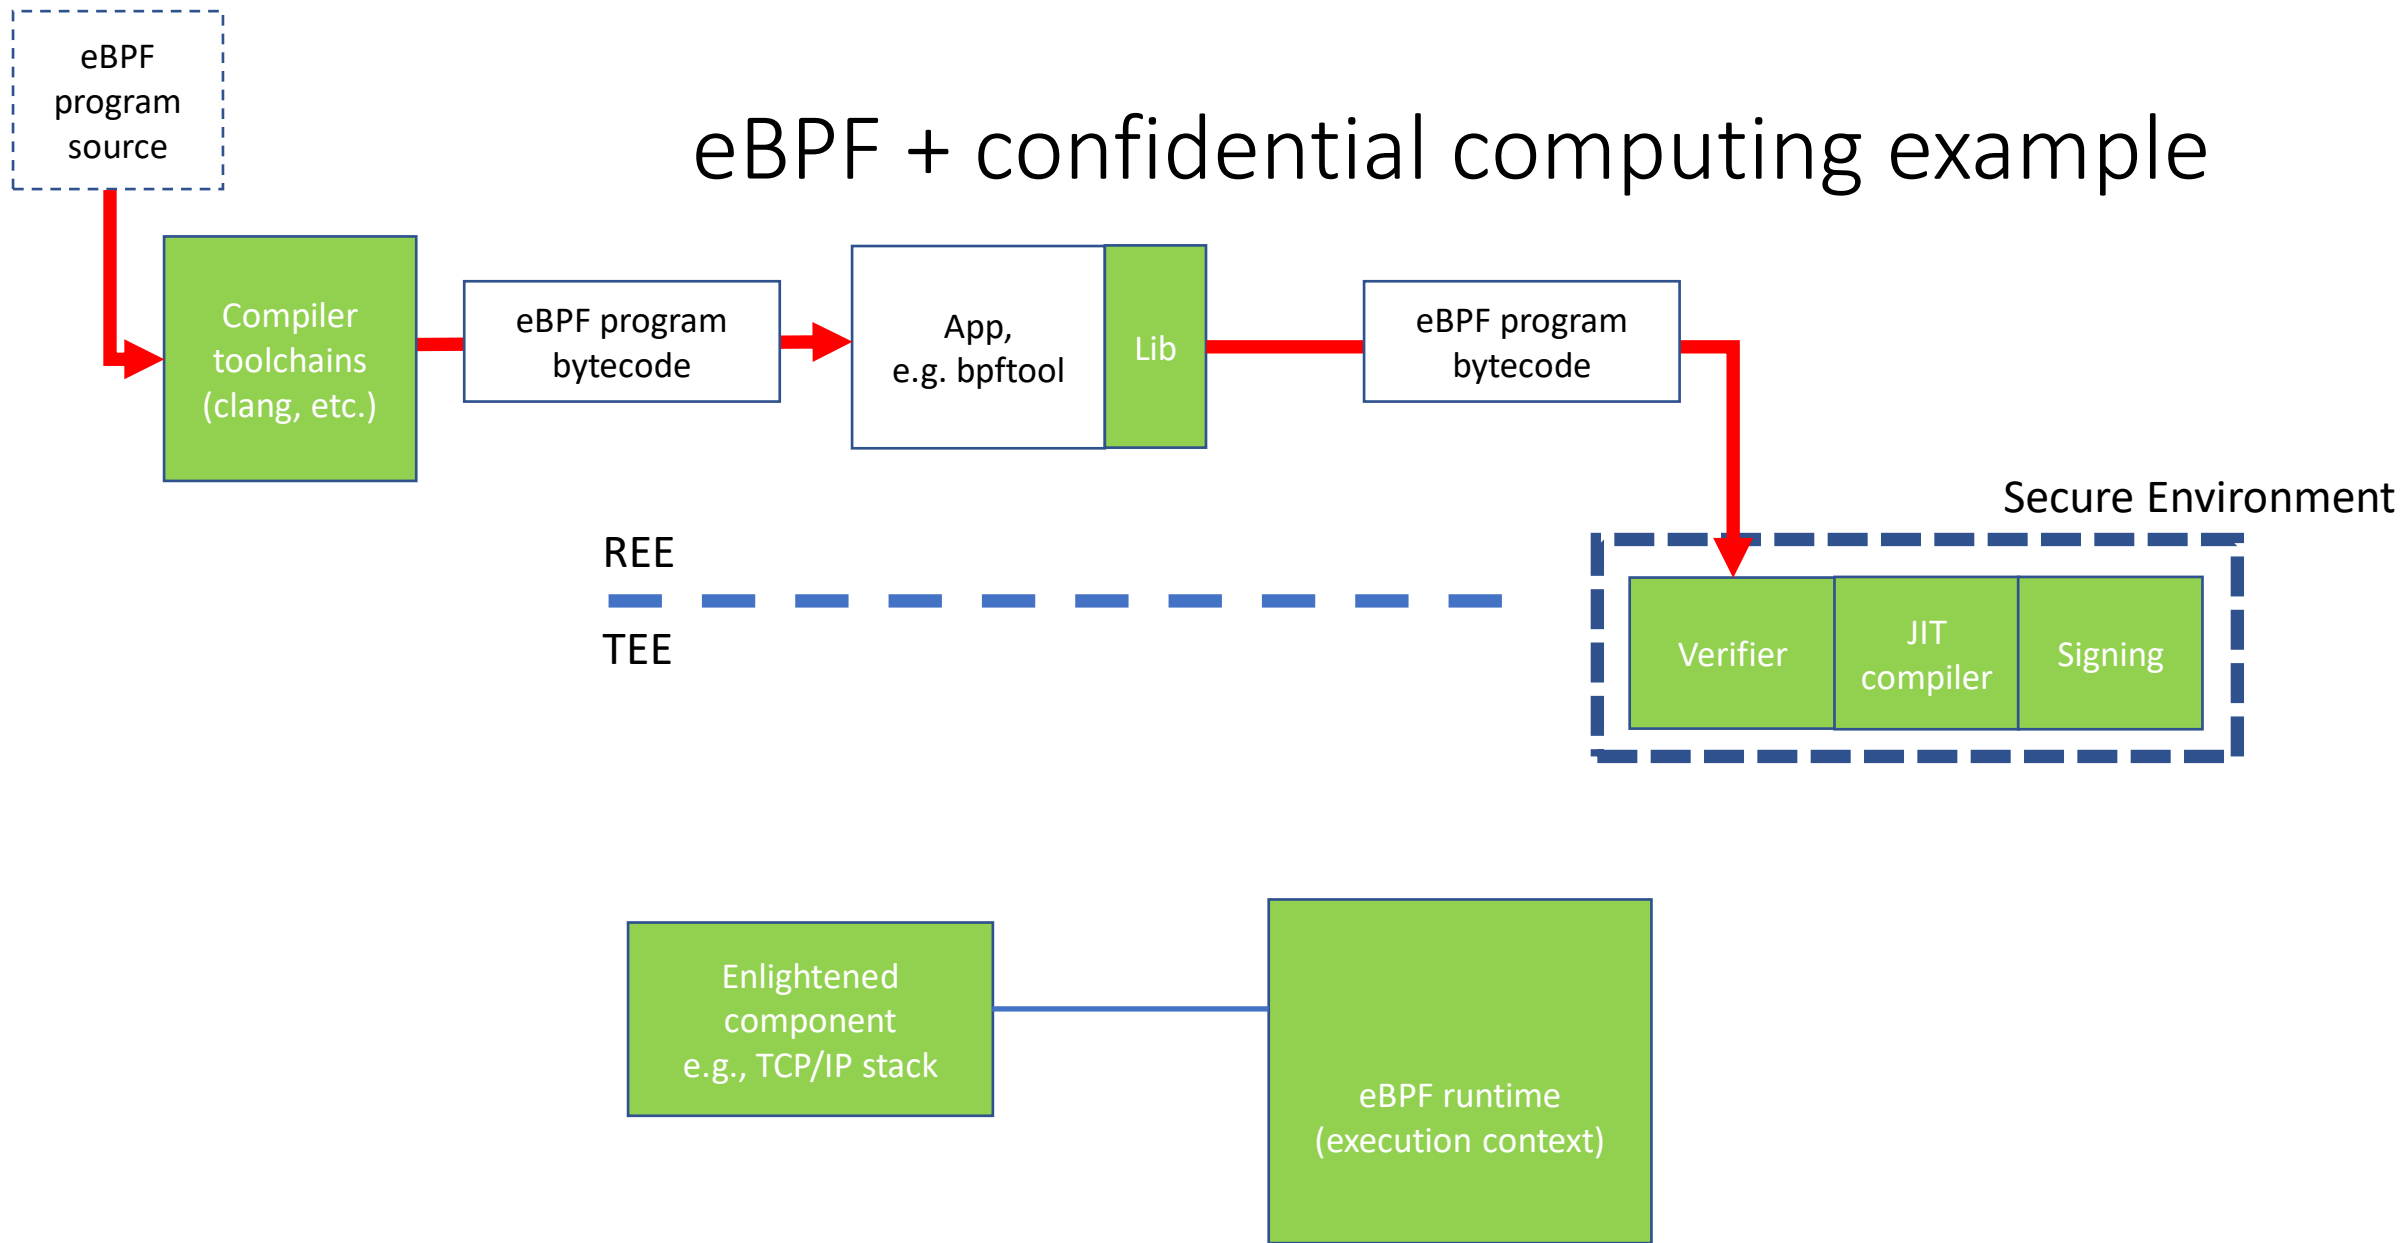 eBPF
program
source
eBPF + confidential computing example
Compiler
toolchains
(clang, etc.)
eBPF program
bytecode
App,
e.g. bpftool
Lib
eBPF program
bytecode
Secure Environment
REE
TEE
Verifier
JIT
compiler
Signing
Enlightened
component
e.g., TCP/IP stack
eBPF runtime
(execution context)